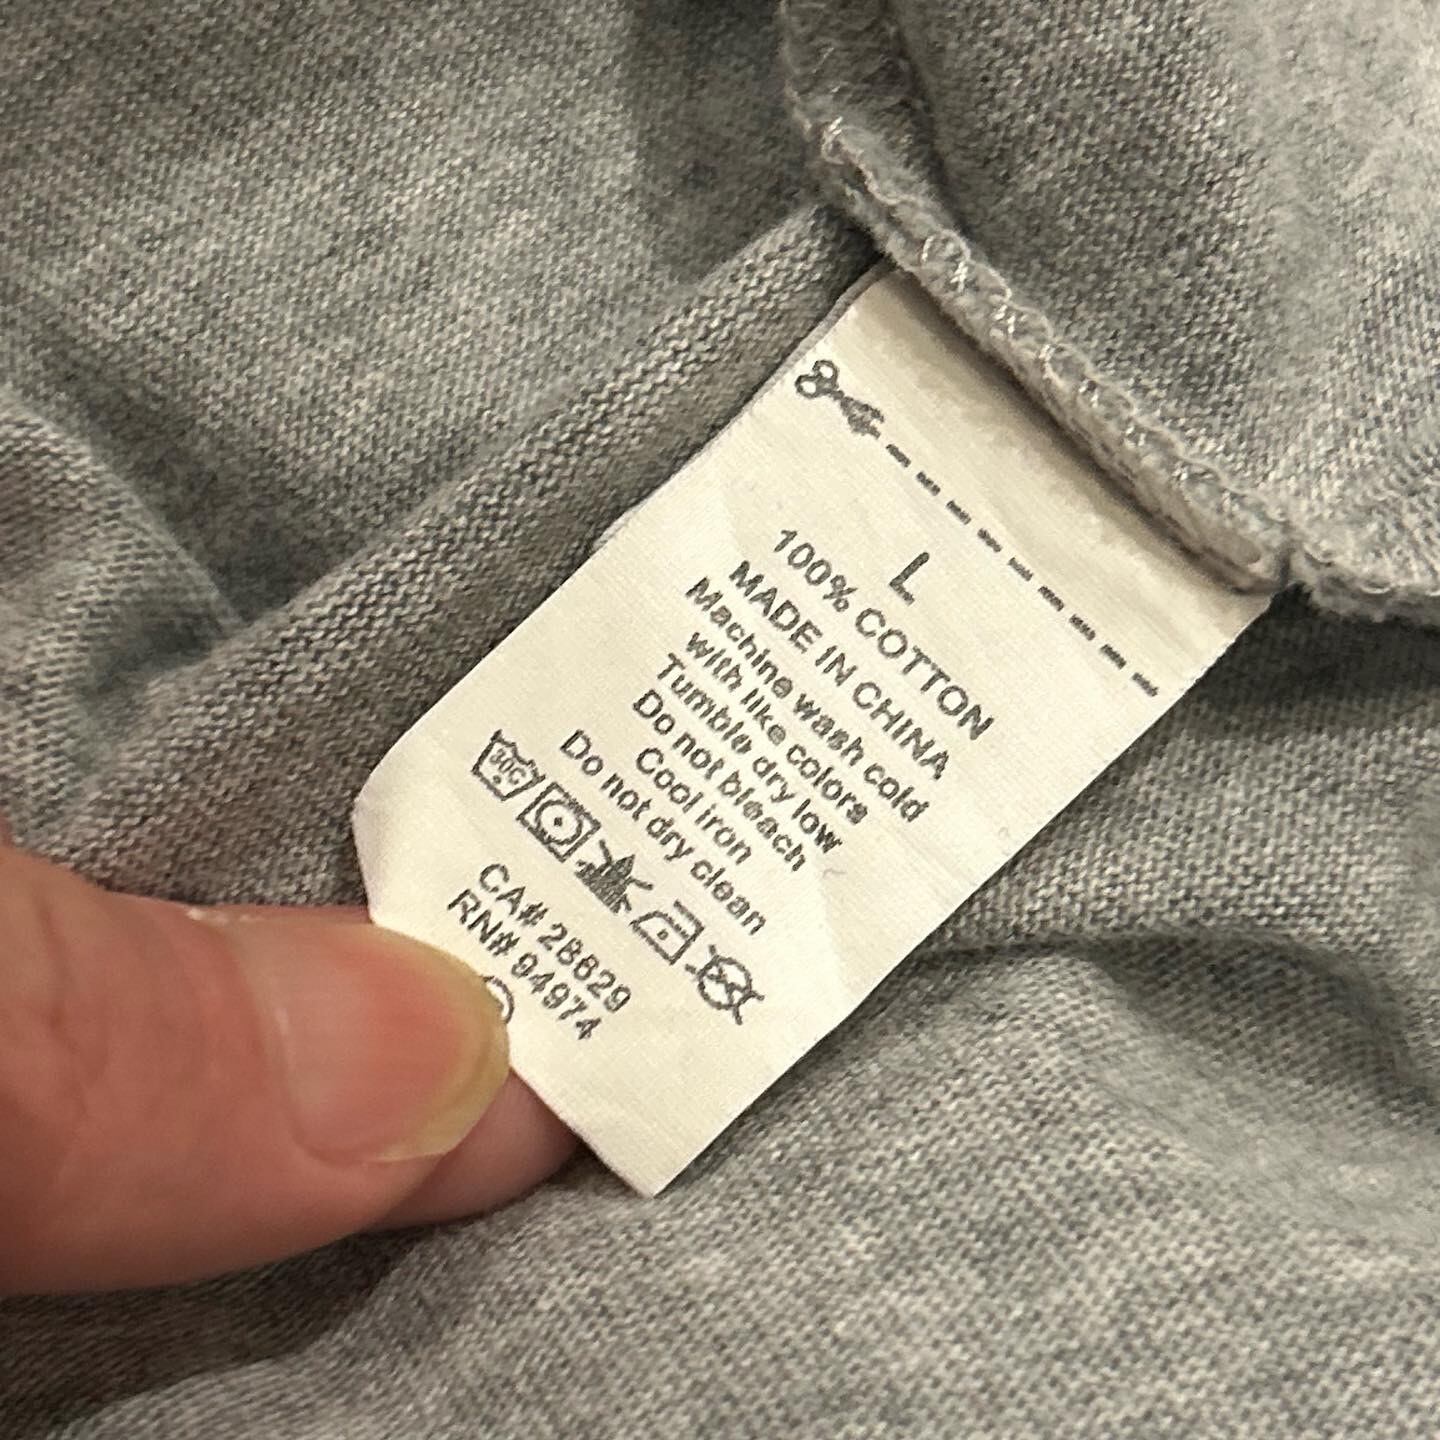 L
100% COTTON
MADE IN CHINA
Machine wash cold
with like colors
Tumble dry low
Do not bleach
Cool iron
Do not dry clean
30C
CA# 28629
RN# 94974